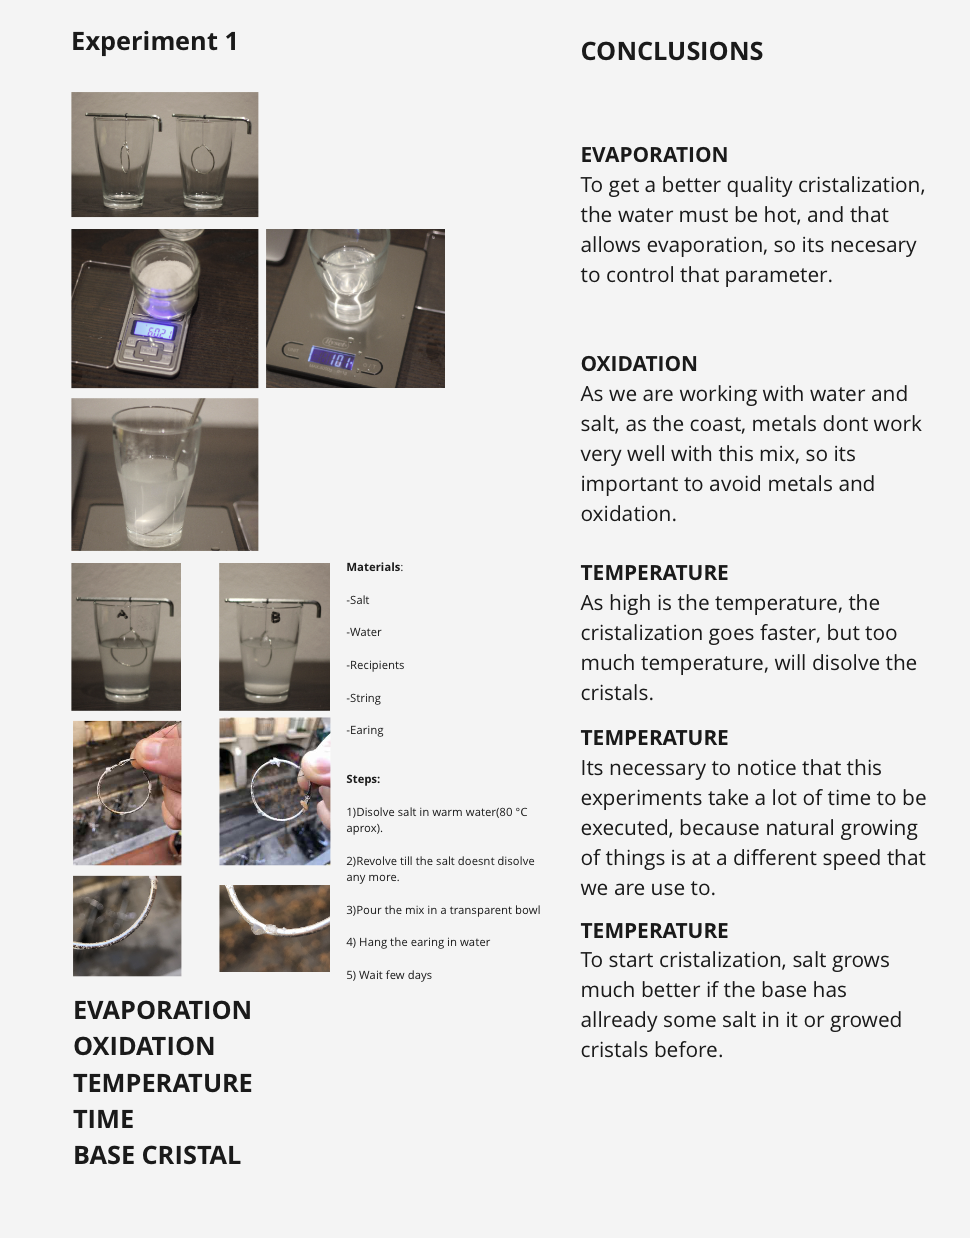 Experiment 1
A
B
Materials:
-Salt
-Water
-Recipients
-String
-Earing
Steps:
1)Disolve salt in warm water(80 °C
aprox).
2)Revolve till the salt doesnt disolve
any more.
3)Pour the mix in a transparent bowl
4) Hang the earing in water
5) Wait few days
EVAPORATION
OXIDATION
TEMPERATURE
TIME
BASE CRISTAL
CONCLUSIONS
EVAPORATION
To get a better quality cristalization,
the water must be hot, and that
allows evaporation, so its necesary
to control that parameter.
OXIDATION
As we are working with water and
salt, as the coast, metals dont work
very well with this mix, so its
important to avoid metals and
oxidation.
TEMPERATURE
As high is the temperature, the
cristalization goes faster, but too
much temperature, will disolve the
cristals.
TEMPERATURE
Its necessary to notice that this
experiments take a lot of time to be
executed, because natural growing
of things is at a different speed that
we are use to.
TEMPERATURE
To start cristalization, salt grows
much better if the base has
allready some salt in it or growed
cristals before.